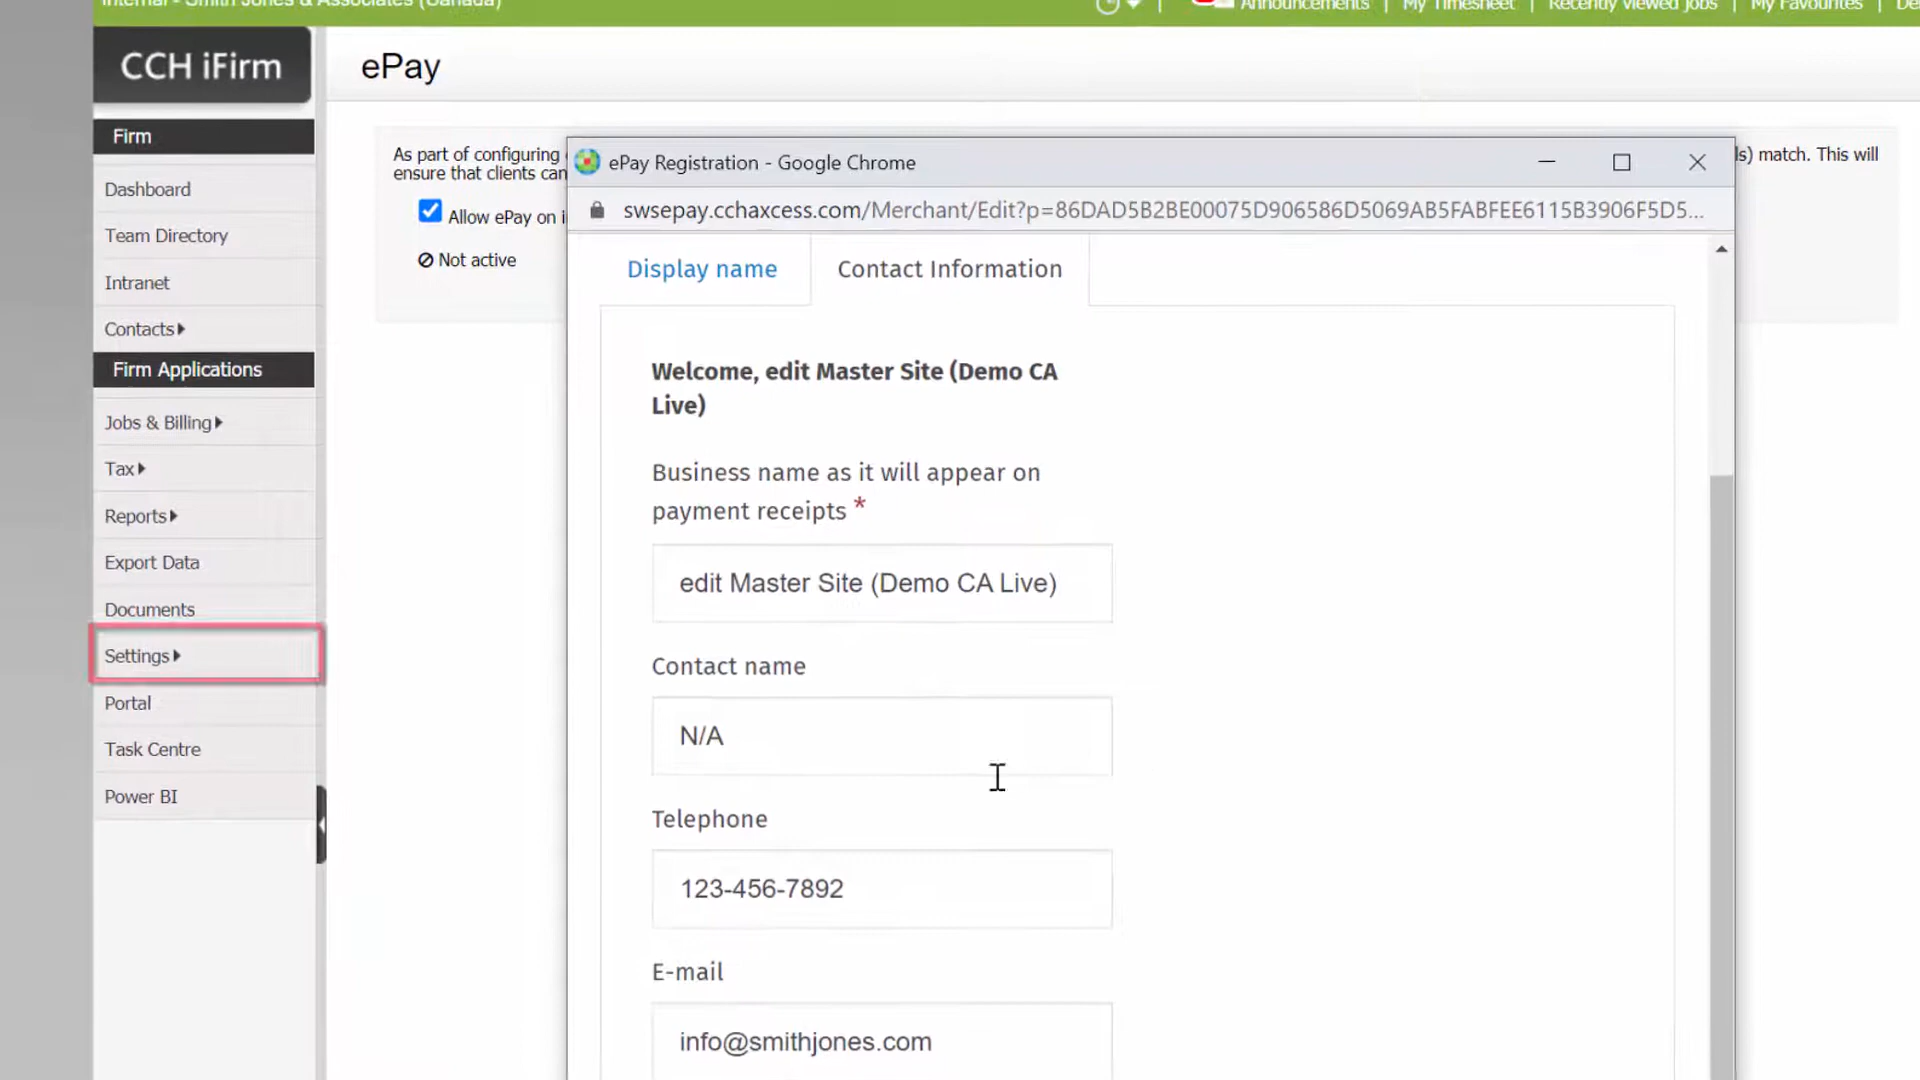 Internal - Smith Jones & Associates (Canada)
Announcements | My Timesheet | Recently Viewed Jobs | My Favourites |
CCH iFirm
ePay
Firm
Dashboard
Team Directory
Intranet
Contacts
Firm Applications
Jobs & Billing
Tax
Reports
Export Data
Documents
Settings
Portal
Task Centre
Power BI
As part of configuring
ls) match. This will
ensure that clients can
Allow ePay on i
Not active
ePay Registration - Google Chrome
swsepay.cchaxcess.com/Merchant/Edit?p=86DAD5B2BE00075D906586D5069AB5FABFEE6115B3906F5D5...
Display name
Contact Information
Welcome, edit Master Site (Demo CA
Live)
Business name as it will appear on
payment receipts *
edit Master Site (Demo CA Live)
Contact name
N/A
Telephone
123-456-7892
E-mail
info@smithjones.com